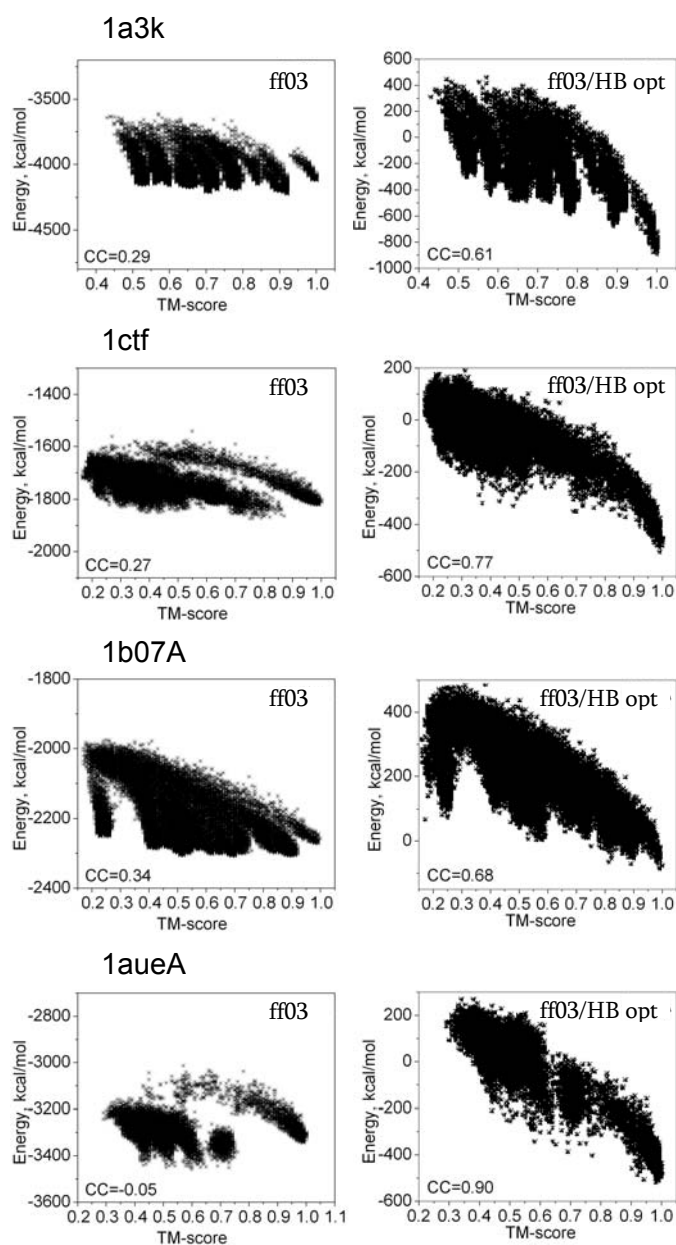 1a3k
ff03
Energy, kcal/mol
-3500
-4000
-4500
CC=0.29
0.4 0.5 0.6 0.7 0.8 0.9 1.0
TM-score
ff03/HB opt
Energy, kcal/mol
600
400
200
0
-200
-400
-600
-800
-1000
CC=0.61
0.4 0.5 0.6 0.7 0.8 0.9 1.0
TM-score
1ctf
ff03
Energy, kcal/mol
-1400
-1600
-1800
-2000
CC=0.27
0.2 0.3 0.4 0.5 0.6 0.7 0.8 0.9 1.0
TM-score
ff03/HB opt
Energy, kcal/mol
200
0
-200
-400
-600
CC=0.77
0.2 0.3 0.4 0.5 0.6 0.7 0.8 0.9 1.0
TM-score
1b07A
ff03
Energy, kcal/mol
-1800
-2000
-2200
-2400
CC=0.34
0.2 0.3 0.4 0.5 0.6 0.7 0.8 0.9 1.0
TM-score
ff03/HB opt
Energy, kcal/mol
400
200
0
CC=0.68
0.2 0.3 0.4 0.5 0.6 0.7 0.8 0.9 1.0
TM-score
1aueA
ff03
Energy, kcal/mol
-2800
-3000
-3200
-3400
-3600
CC=-0.05
0.2 0.3 0.4 0.5 0.6 0.7 0.8 0.9 1.0 1.1
TM-score
ff03/HB opt
Energy, kcal/mol
200
0
-200
-400
-600
CC=0.90
0.2 0.3 0.4 0.5 0.6 0.7 0.8 0.9 1.0
TM-score